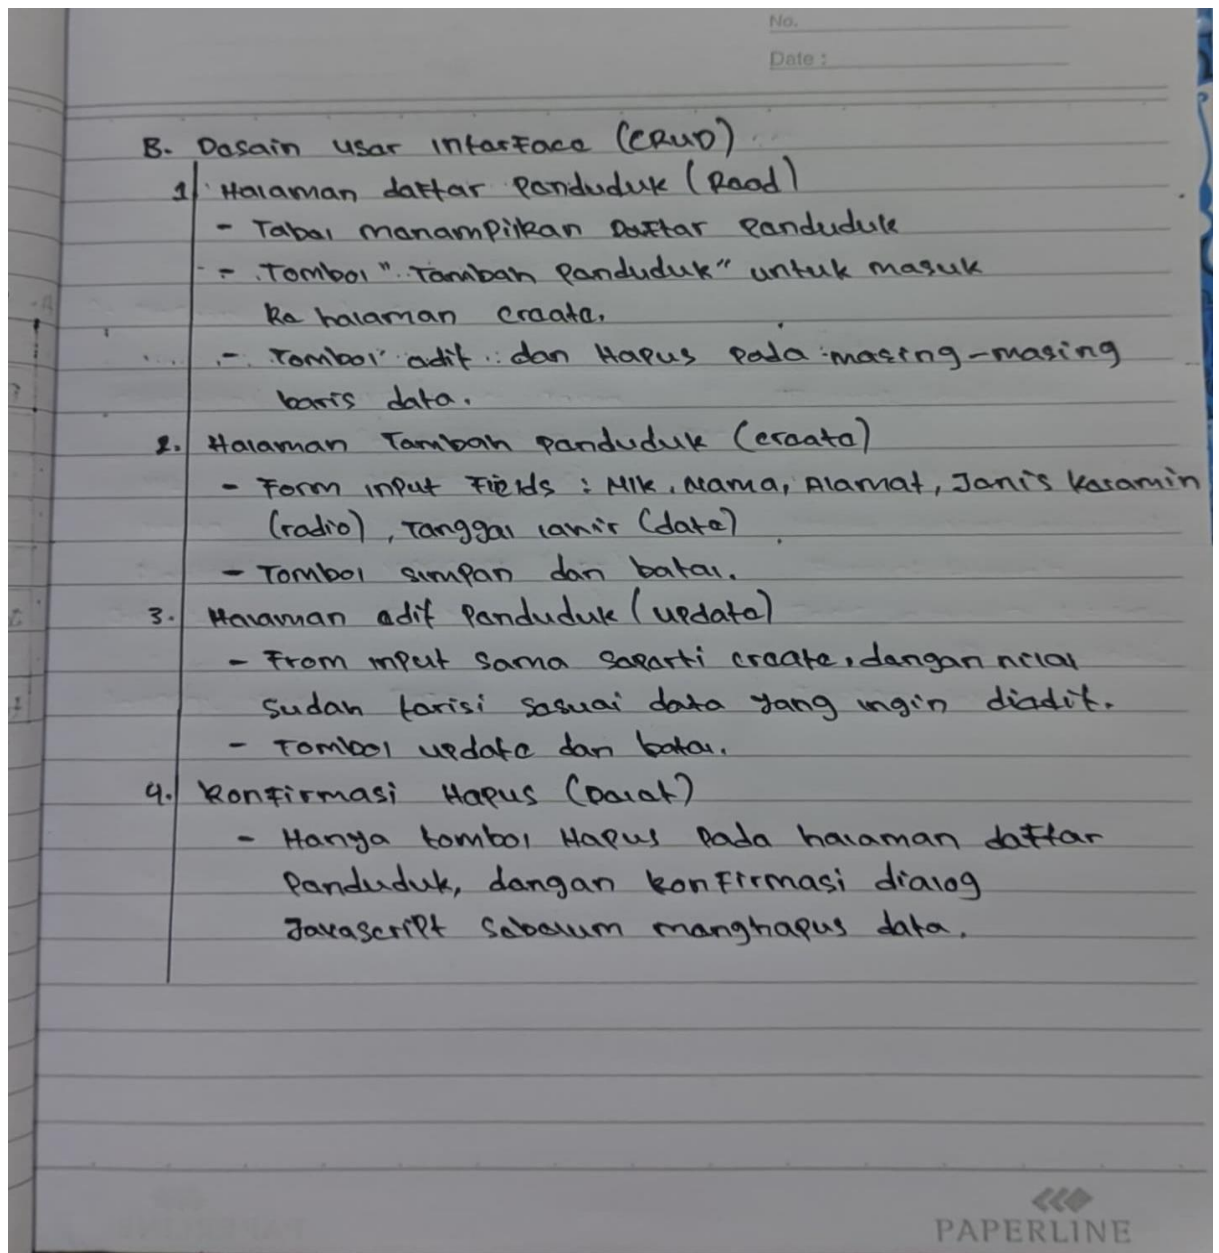 No.
Date :
B. Desain user interface (CRUD)
1. Halaman daftar Penduduk (Read)
- Tabel menampilkan Daftar Penduduk
- Tombol "Tambah Penduduk" untuk masuk
ke halaman create.
- Tombol edit dan Hapus pada masing-masing
baris data.
2. Halaman Tambah penduduk (create)
- Form input Fields : NIK, Nama, Alamat, Jenis Kelamin
(radio), Tanggal lahir (date)
- Tombol simpan dan batal.
3. Halaman edit Penduduk (update)
- From input sama seperti create, dengan nilai
sudah terisi sesuai data yang ingin diedit.
- Tombol update dan batal.
4. Konfirmasi Hapus (Delet)
- Hanya tombol Hapus pada halaman daftar
Penduduk, dengan konfirmasi dialog
Javascript sebelum menghapus data.
PAPERLINE